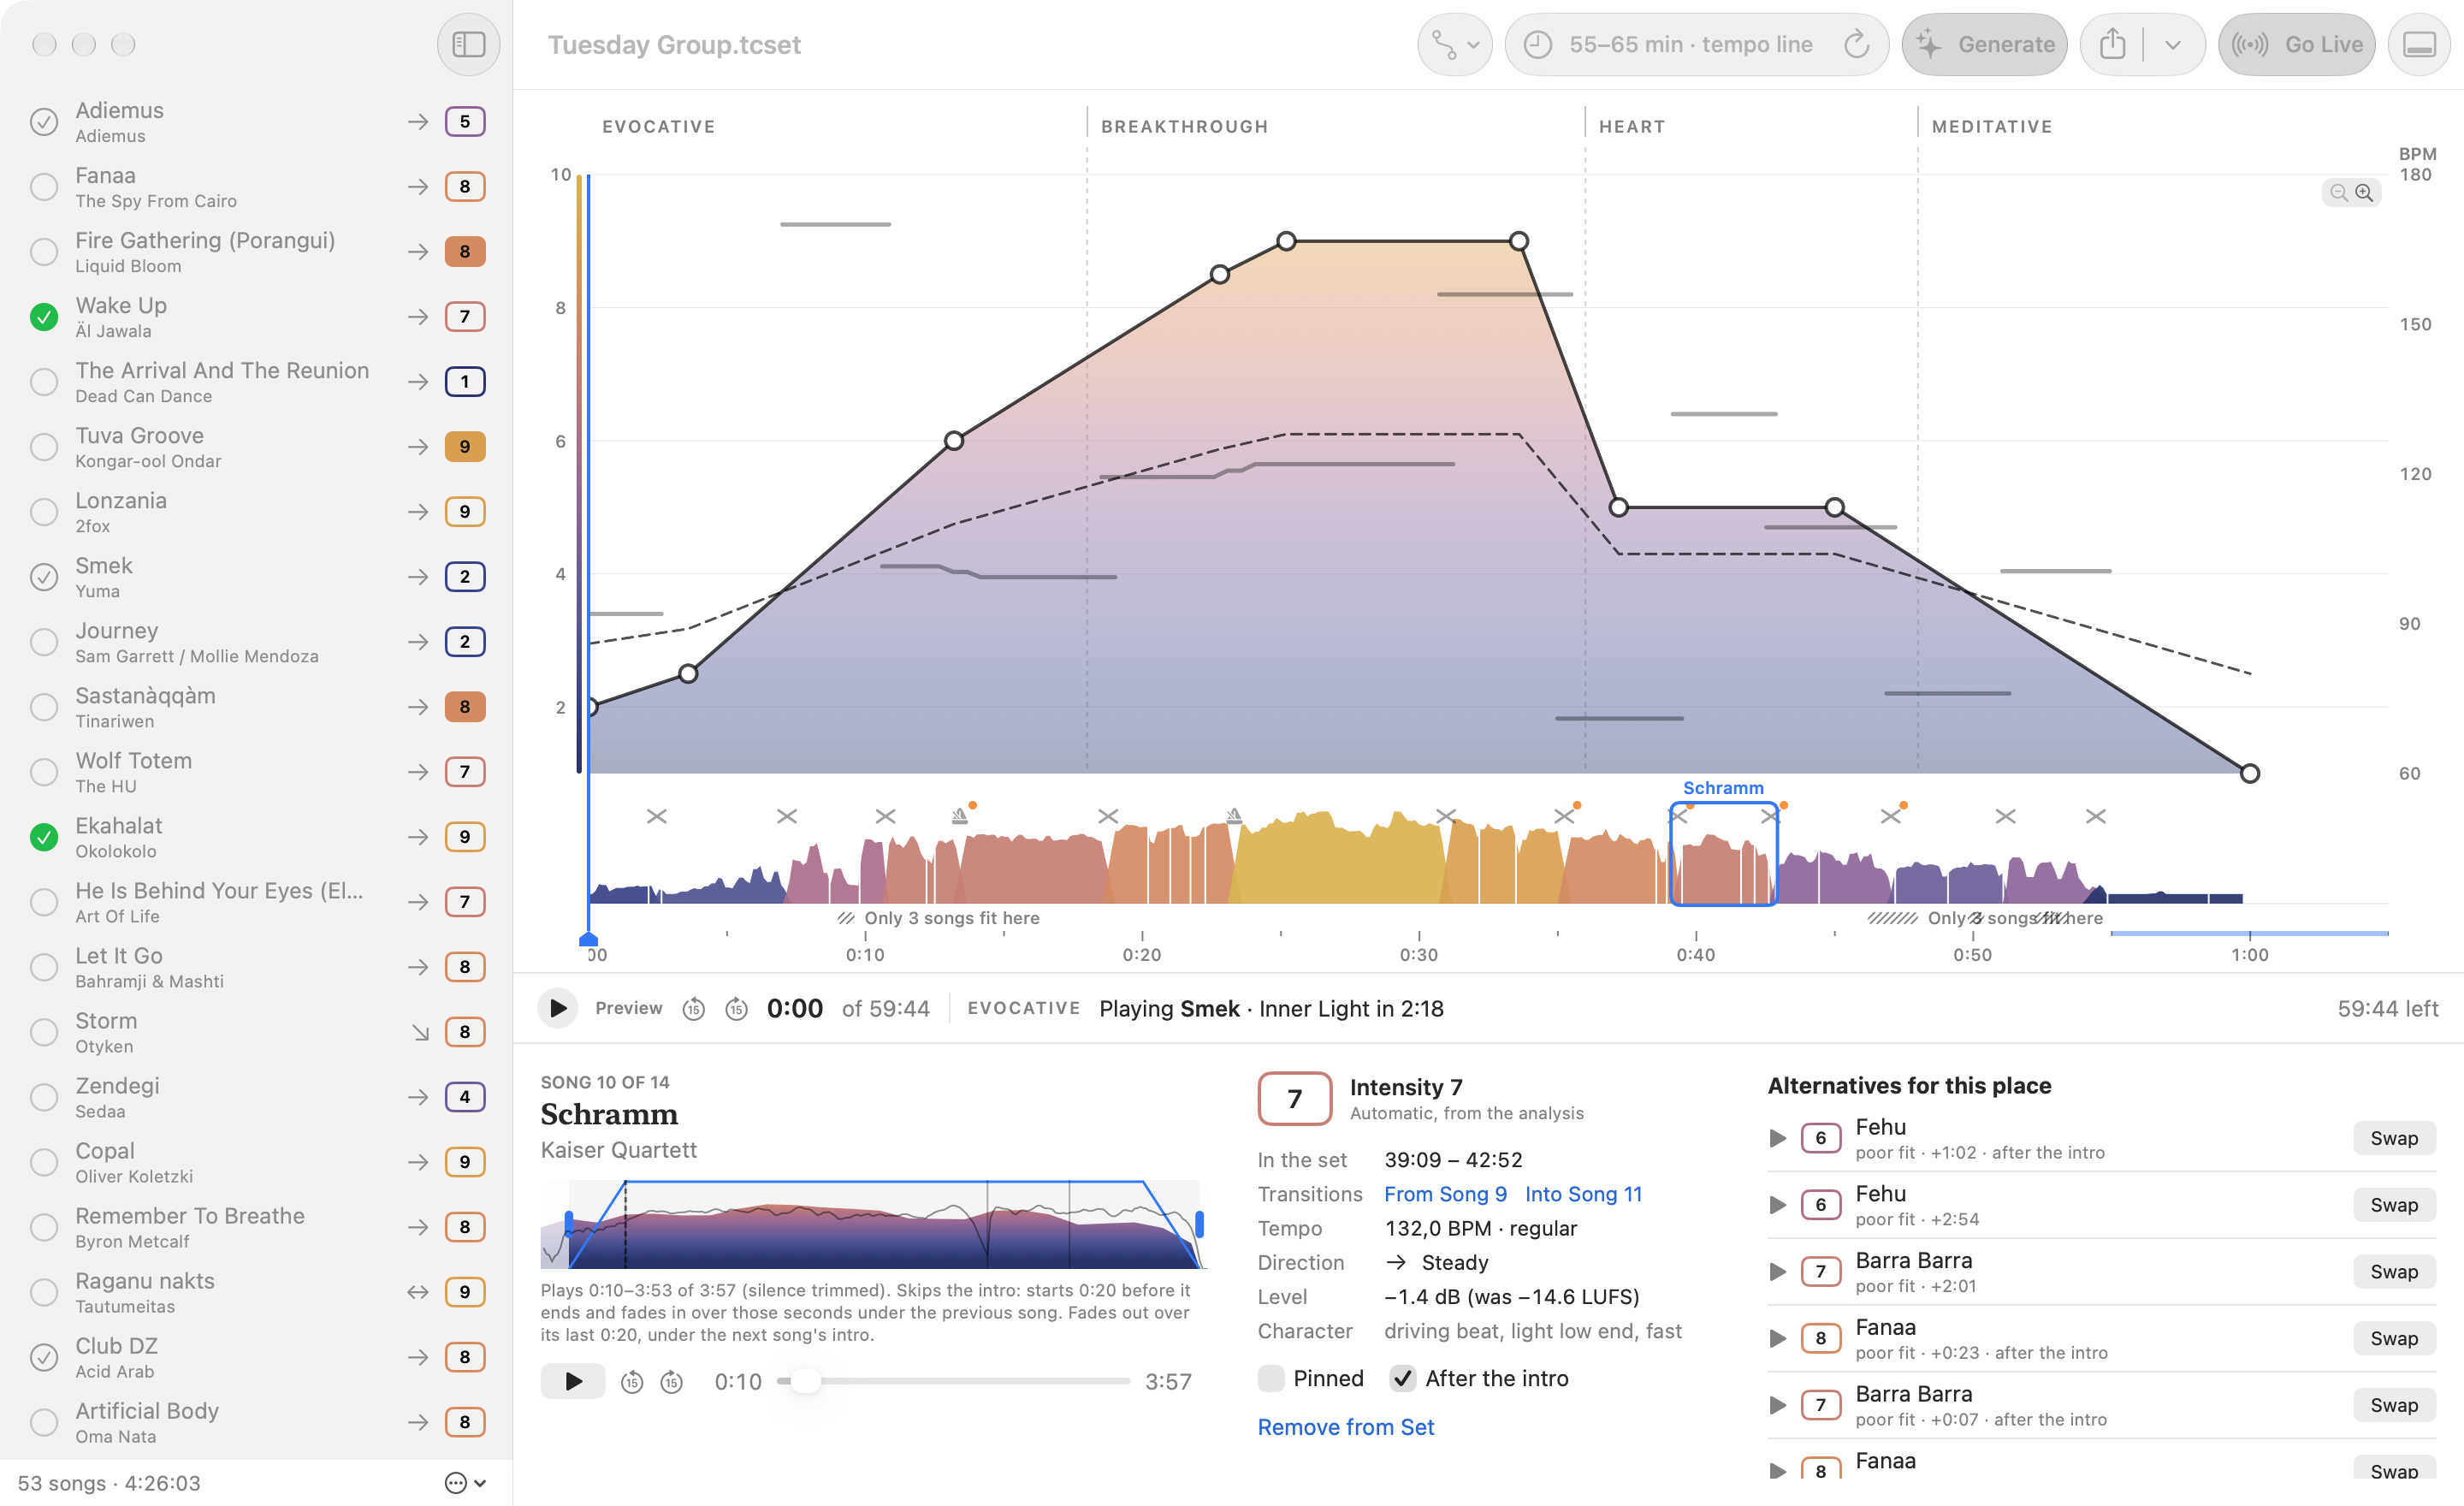 Tuesday Group.tcset
55–65 min · tempo line
Generate
Go Live
Adiemus
Adiemus
5
Fanaa
The Spy From Cairo
8
Fire Gathering (Porangui)
Liquid Bloom
8
Wake Up
Äl Jawala
7
The Arrival And The Reunion
Dead Can Dance
1
Tuva Groove
Kongar-ool Ondar
9
Lonzania
2fox
9
Smek
Yuma
2
Journey
Sam Garrett / Mollie Mendoza
2
Sastanàqqàm
Tinariwen
8
Wolf Totem
The HU
7
Ekahalat
Okolokolo
9
He Is Behind Your Eyes (El...
Art Of Life
7
Let It Go
Bahramji & Mashti
8
Storm
Otyken
8
Zendegi
Sedaa
4
Copal
Oliver Koletzki
9
Remember To Breathe
Byron Metcalf
8
Raganu nakts
Tautumeitas
9
Club DZ
Acid Arab
8
Artificial Body
Oma Nata
8
53 songs · 4:26:03
EVOCATIVE
BREAKTHROUGH
HEART
MEDITATIVE
BPM
10
180
8
150
6
120
4
90
2
60
Schramm
Only 3 songs fit here
Only 3 songs fit here
00
0:10
0:20
0:30
0:40
0:50
1:00
Preview
15
15
0:00 of 59:44
EVOCATIVE
Playing Smek · Inner Light in 2:18
59:44 left
SONG 10 OF 14
Schramm
Kaiser Quartett
Plays 0:10–3:53 of 3:57 (silence trimmed). Skips the intro: starts 0:20 before it
ends and fades in over those seconds under the previous song. Fades out over
its last 0:20, under the next song's intro.
15
15
0:10
3:57
7
Intensity 7
Automatic, from the analysis
In the set 39:09 – 42:52
Transitions From Song 9 Into Song 11
Tempo 132,0 BPM · regular
Direction → Steady
Level −1.4 dB (was −14.6 LUFS)
Character driving beat, light low end, fast
Pinned
After the intro
Remove from Set
Alternatives for this place
6
Fehu
poor fit · +1:02 · after the intro
Swap
6
Fehu
poor fit · +2:54
Swap
7
Barra Barra
poor fit · +2:01
Swap
8
Fanaa
poor fit · +0:23 · after the intro
Swap
7
Barra Barra
poor fit · +0:07 · after the intro
Swap
8
Fanaa
Swap